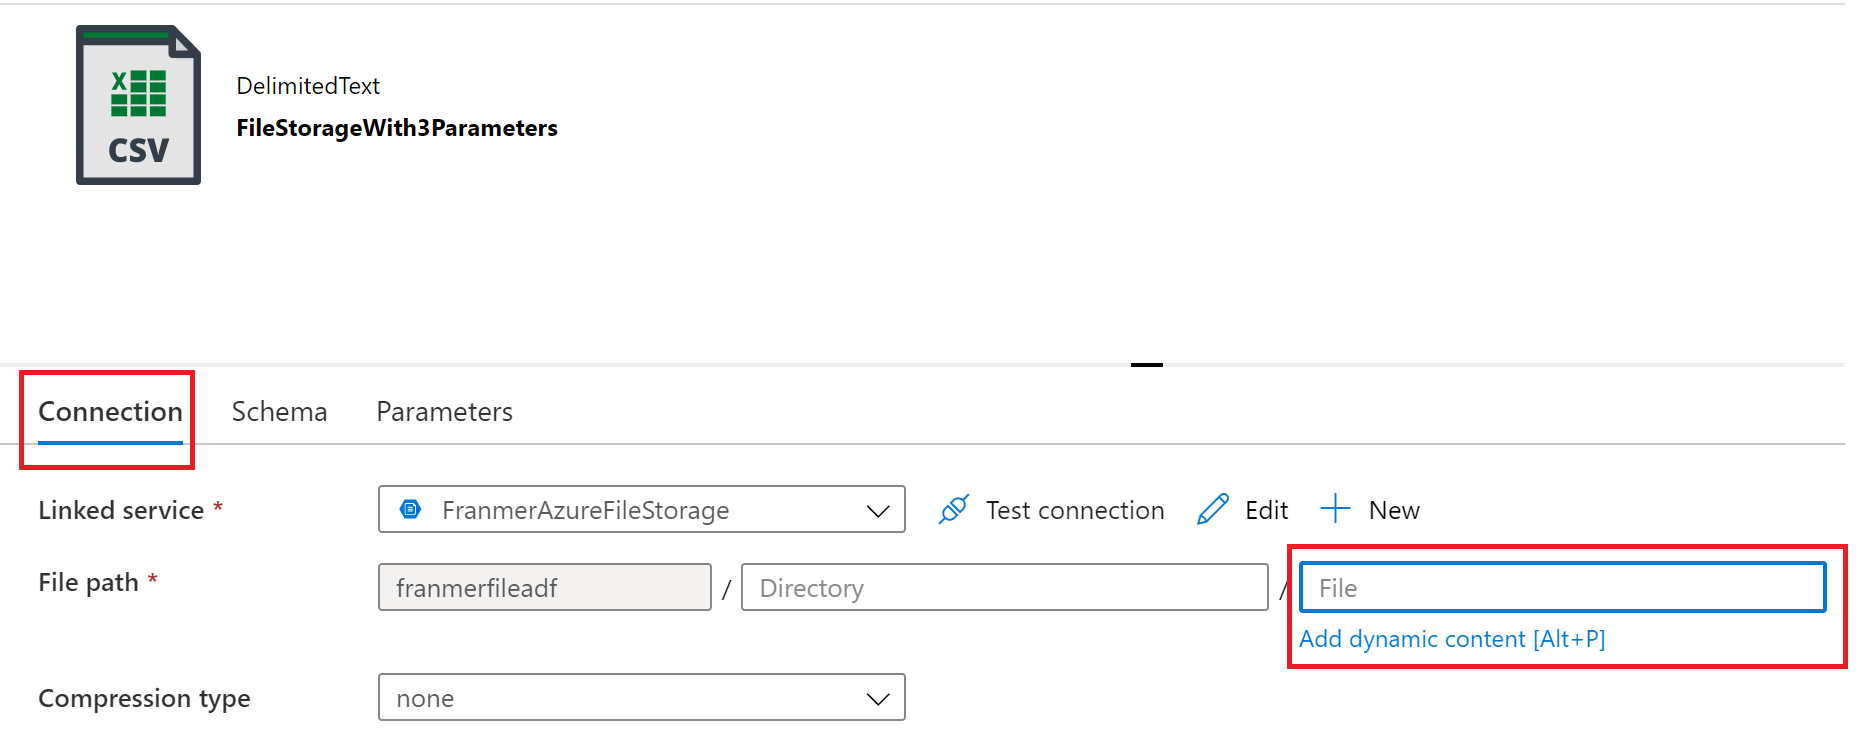 X
CSV
DelimitedText
FileStorageWith3Parameters
Connection Schema Parameters
Linked service * FranmerAzureFileStorage Test connection Edit New
File path * franmerfileadf / Directory / File
Add dynamic content [Alt+P]
Compression type none